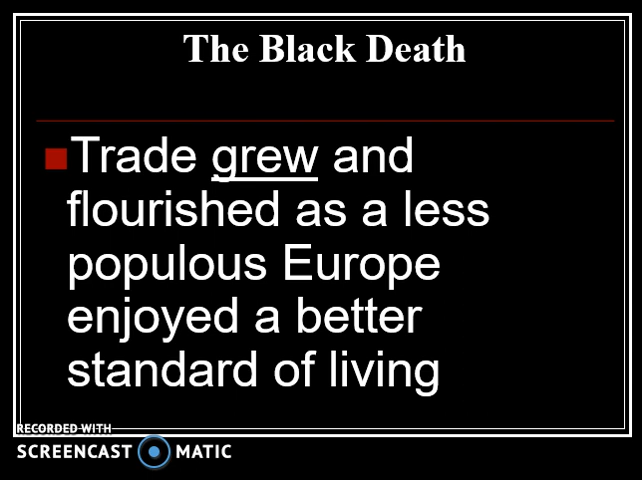 The Black Death
Trade grew and
flourished as a less
populous Europe
enjoyed a better
standard of living
RECORDED WITH
SCREENCAST MATIC